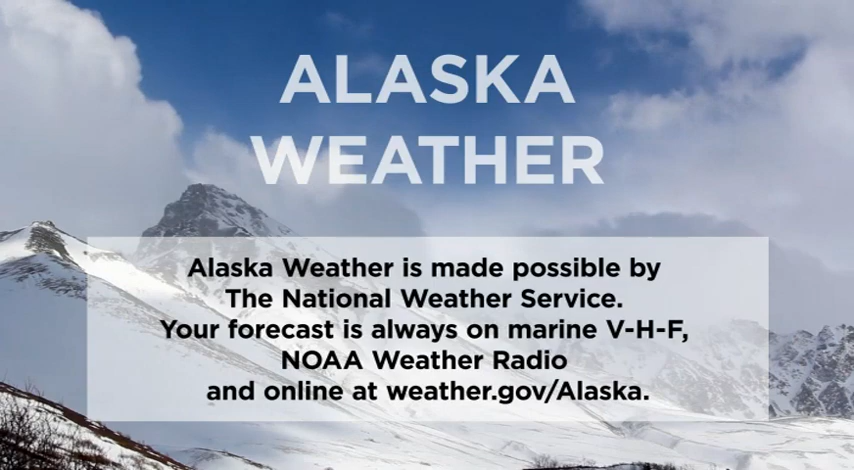 ALASKA
WEATHER
Alaska Weather is made possible by
The National Weather Service.
Your forecast is always on marine V-H-F,
NOAA Weather Radio
and online at weather.gov/Alaska.